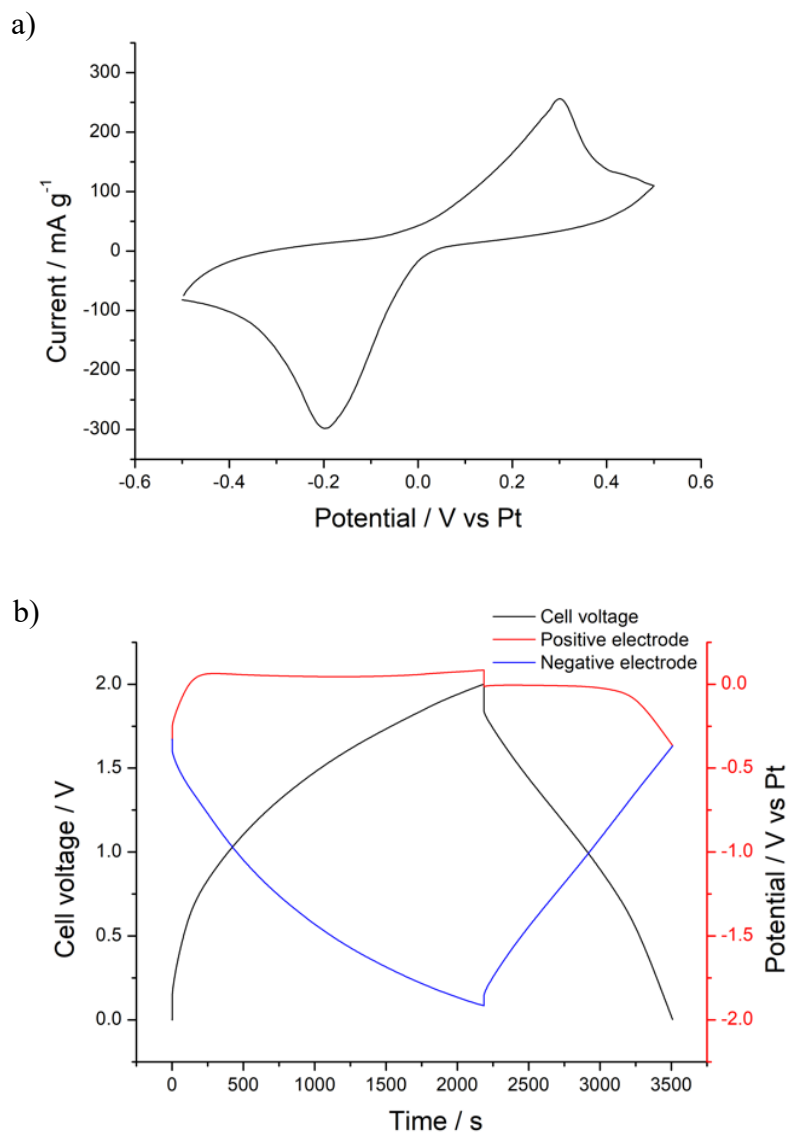 a)
300
200
100
0
-100
-200
-300
Current / mA g⁻¹
-0.6 -0.4 -0.2 0.0 0.2 0.4 0.6
Potential / V vs Pt
b)
Cell voltage
Positive electrode
Negative electrode
2.0
1.5
1.0
0.5
0.0
Cell voltage / V
0.0
-0.5
-1.0
-1.5
-2.0
Potential / V vs Pt
0 500 1000 1500 2000 2500 3000 3500
Time / s